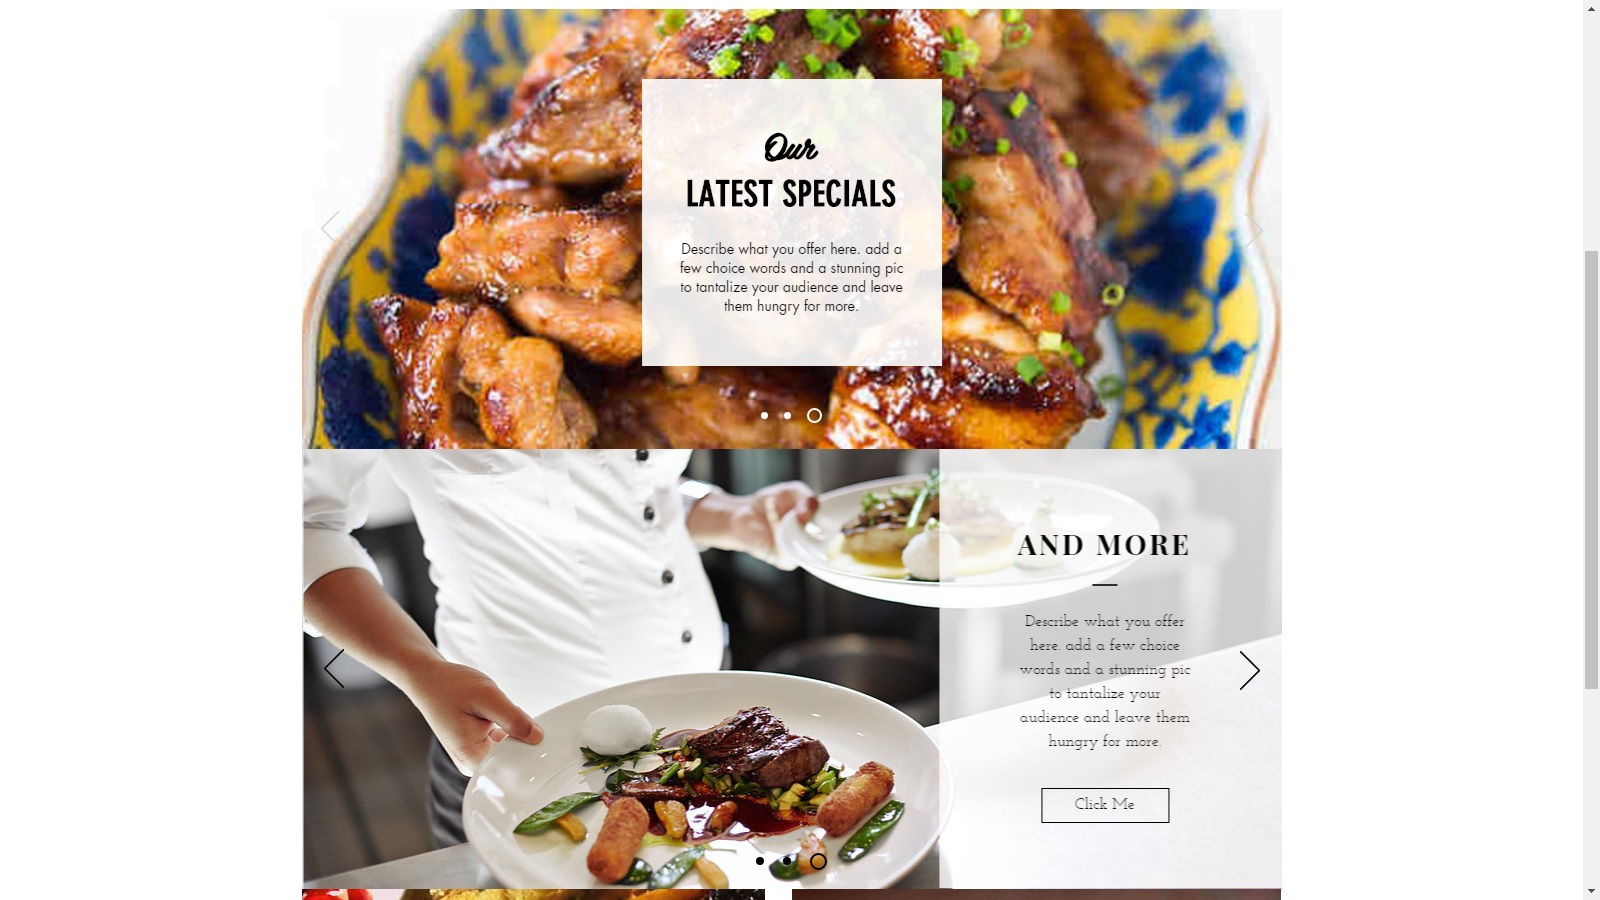 Our
LATEST SPECIALS
Describe what you offer here. add a
few choice words and a stunning pic
to tantalize your audience and leave
them hungry for more.
AND MORE
Describe what you offer
here. add a few choice
words and a stunning pic
to tantalize your
audience and leave them
hungry for more.
Click Me